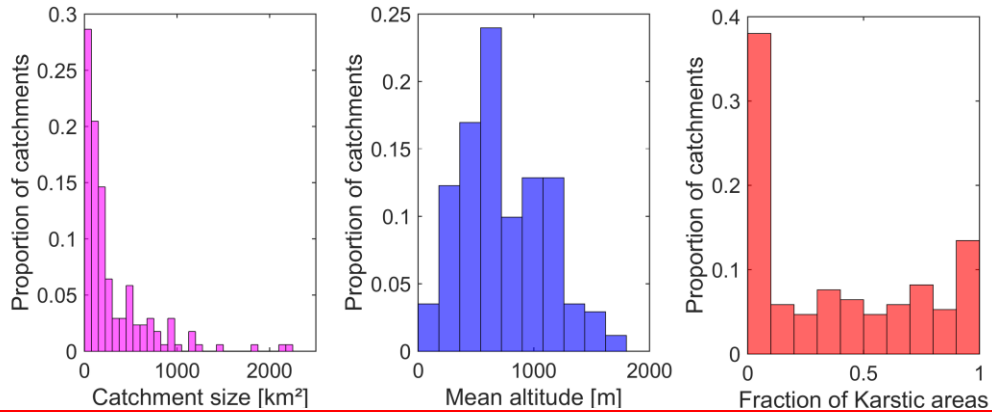 Proportion of catchments
0.3
0.25
0.2
0.15
0.1
0.05
0
0 1000 2000
Catchment size [km²]
Proportion of catchments
0.25
0.2
0.15
0.1
0.05
0
0 1000 2000
Mean altitude [m]
Proportion of catchments
0.4
0.3
0.2
0.1
0
0 0.5 1
Fraction of Karstic areas